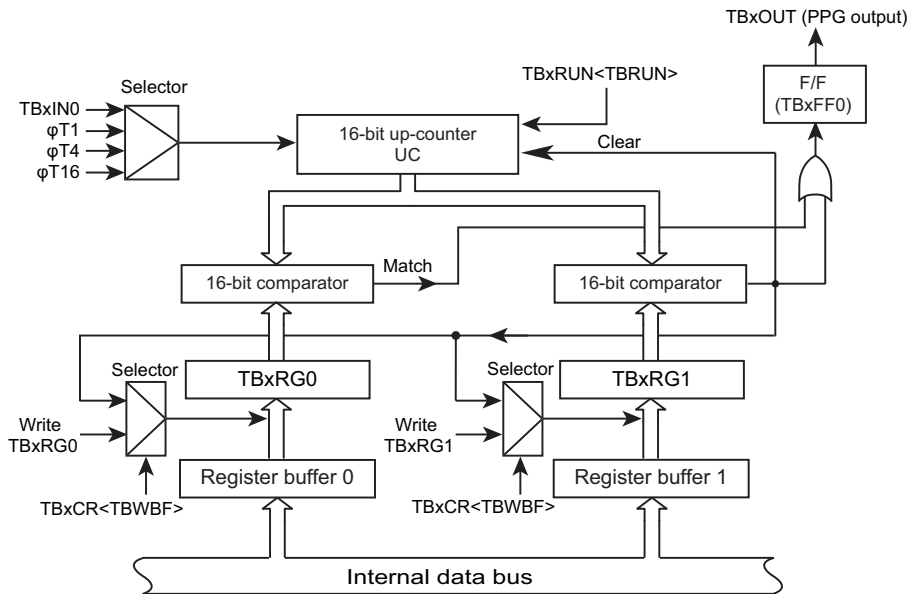 TBxOUT (PPG output)
F/F
(TBxFF0)
TBxRUN<TBRUN>
Selector
TBxIN0
φT1
φT4
φT16
16-bit up-counter
UC
Clear
16-bit comparator
Match
16-bit comparator
Selector
TBxRG0
Selector
TBxRG1
Write
TBxRG0
Write
TBxRG1
Register buffer 0
Register buffer 1
TBxCR<TBWBF>
TBxCR<TBWBF>
Internal data bus